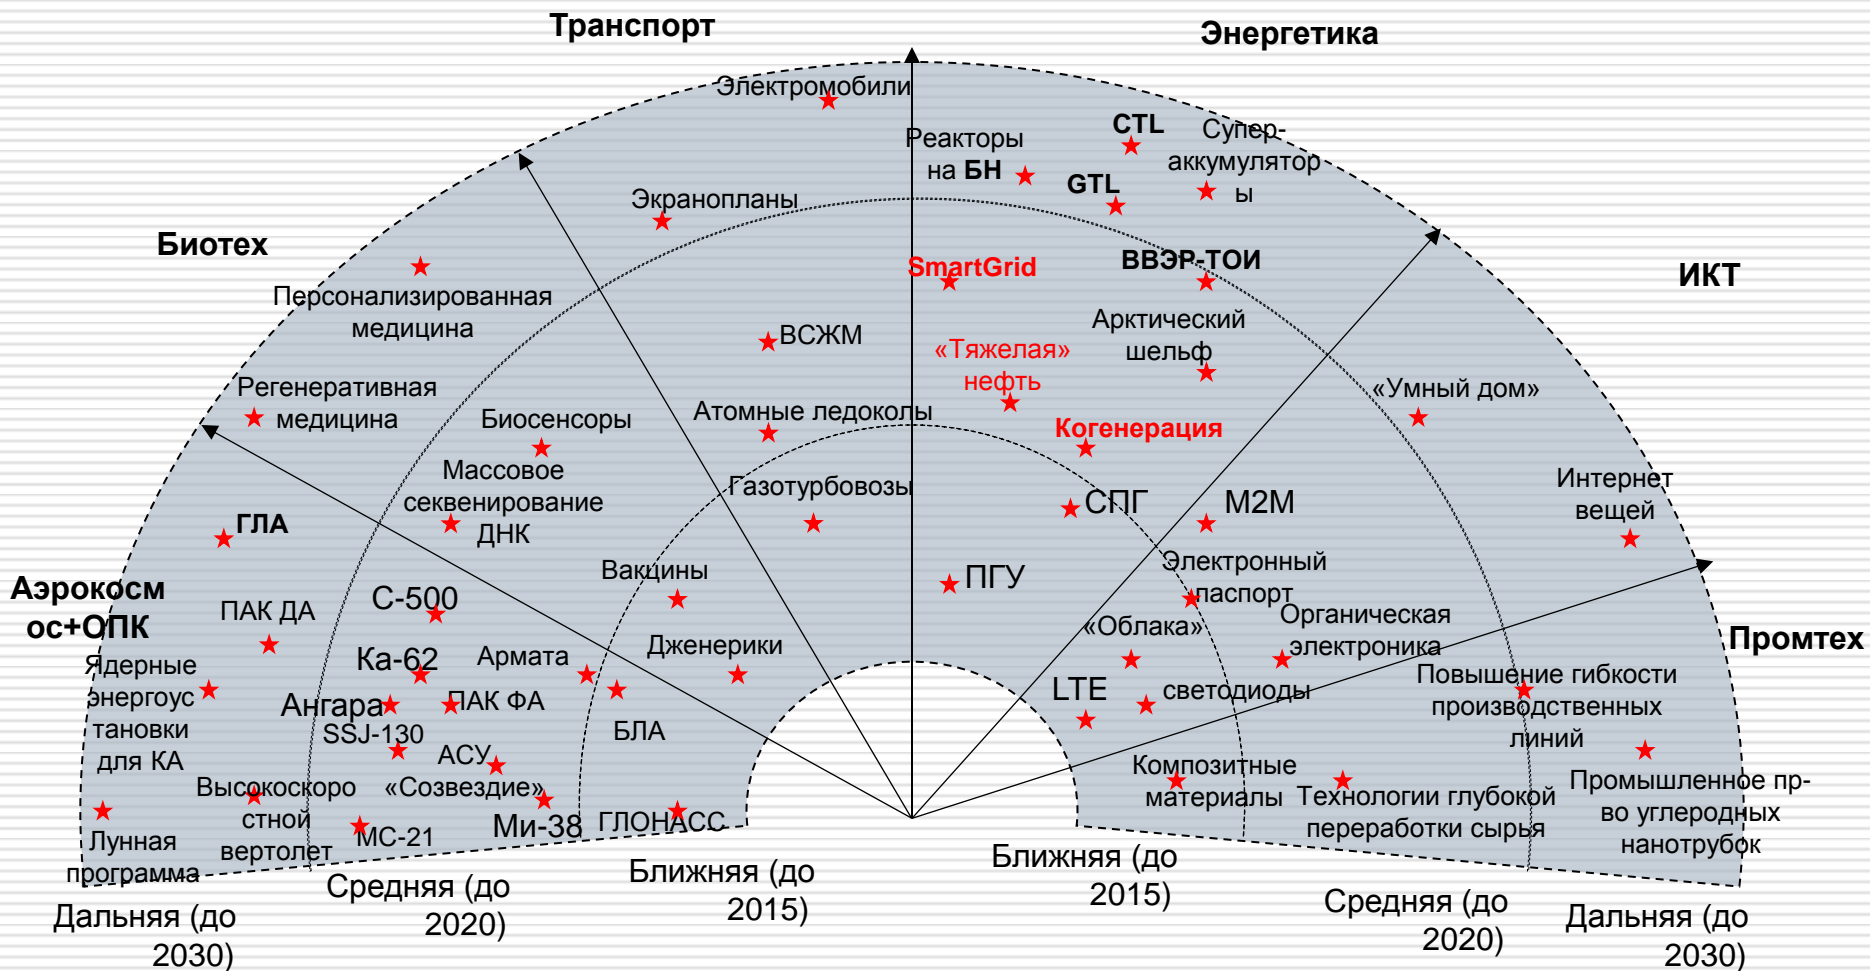 Транспорт
Энергетика
Электромобили
CTL
Супер-
аккумулятор
ы
Реакторы
на БН
GTL
Экранопланы
Биотех
SmartGrid
ВВЭР-ТОИ
ИКТ
Персонализированная
медицина
ВСЖМ
Арктический
шельф
«Тяжелая»
нефть
Регенеративная
медицина
«Умный дом»
Биосенсоры
Атомные ледоколы
Когенерация
Массовое
секвенирование
ДНК
Газотурбовозы
СПГ
М2М
Интернет
вещей
ГЛА
Вакцины
ПГУ
Электронный
паспорт
Аэрокосм
ос+ОПК
ПАК ДА
С-500
«Облака»
Органическая
электроника
Промтех
Ядерные
энергоус
тановки
для КА
Ка-62
Армата
Дженерики
Повышение гибкости
производственных
линий
Ангара
ПАК ФА
LTE
светодиоды
SSJ-130
БЛА
АСУ
«Созвездие»
Композитные
материалы
Технологии глубокой
переработки сырья
Промышленное пр-
во углеродных
нанотрубок
Высокоскоро
стной
вертолет
Лунная
программа
МС-21
Ми-38
ГЛОНАСС
Дальняя (до
2030)
Средняя (до
2020)
Ближняя (до
2015)
Ближняя (до
2015)
Средняя (до
2020)
Дальняя (до
2030)